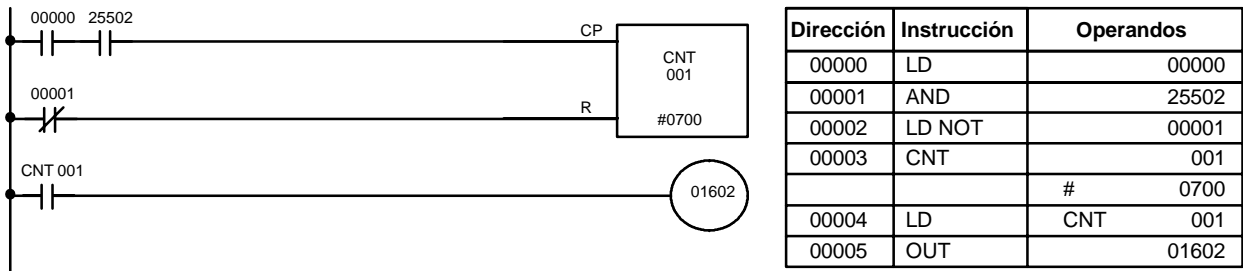 00000 25502
CP
CNT
001
00001
R
#0700
CNT 001
01602
Dirección Instrucción Operandos
00000 LD 00000
00001 AND 25502
00002 LD NOT 00001
00003 CNT 001
# 0700
00004 LD CNT 001
00005 OUT 01602